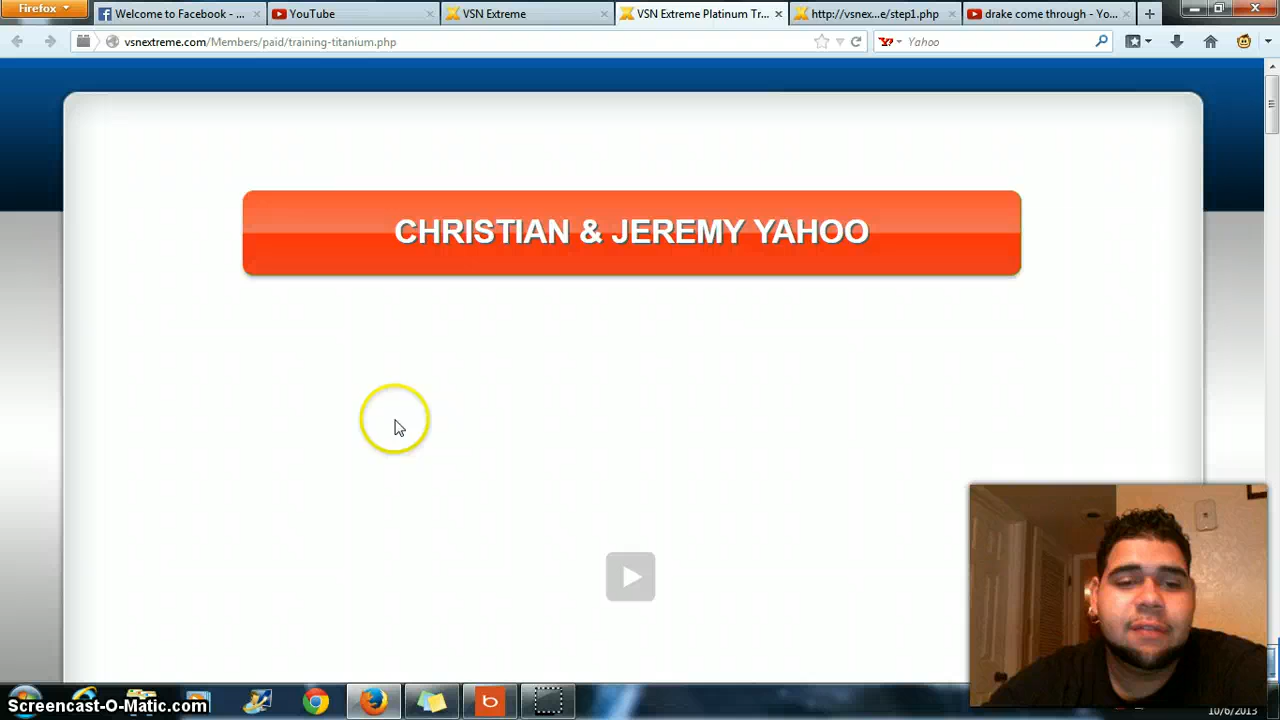 Firefox
Welcome to Facebook - ...
YouTube
VSN Extreme
VSN Extreme Platinum Tr...
http://vsnex...e/step1.php
drake come through - Yo...
vsnextreme.com/Members/paid/training-titanium.php
Yahoo
CHRISTIAN & JEREMY YAHOO
Screencast-O-Matic.com
10/6/2013